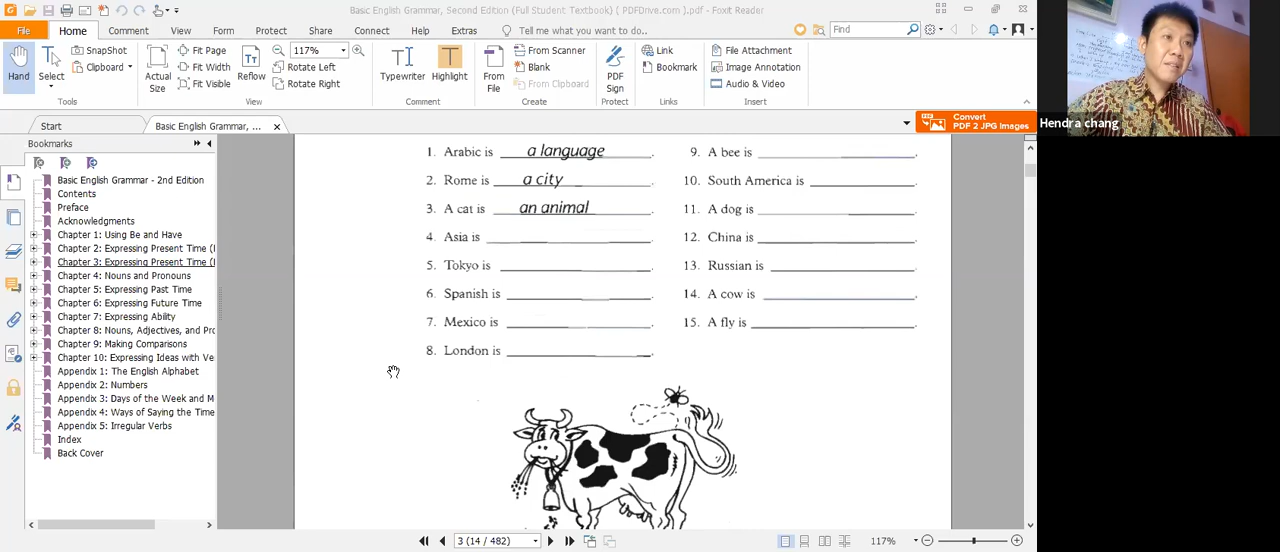 Basic English Grammar, Second Edition (Full Student Textbook) ( PDFDrive.com ).pdf - Foxit Reader
File Home Comment View Form Protect Share Connect Help Extras Tell me what you want to do.. Find
Hand
Select
SnapShot
Clipboard
Tools
Actual Size
Fit Page
Fit Width
Fit Visible
Reflow
117%
Rotate Left
Rotate Right
View
Typewriter
Highlight
Comment
From File
From Scanner
Blank
From Clipboard
Create
PDF Sign
Protect
Link
Bookmark
Links
File Attachment
Image Annotation
Audio & Video
Insert
Start
Basic English Grammar, ...
Convert
PDF 2 JPG Images
Hendra chang
Bookmarks
Basic English Grammar - 2nd Edition
Contents
Preface
Acknowledgments
Chapter 1: Using Be and Have
Chapter 2: Expressing Present Time (
Chapter 3: Expressing Present Time (
Chapter 4: Nouns and Pronouns
Chapter 5: Expressing Past Time
Chapter 6: Expressing Future Time
Chapter 7: Expressing Ability
Chapter 8: Nouns, Adjectives, and Pro
Chapter 9: Making Comparisons
Chapter 10: Expressing Ideas with Ve
Appendix 1: The English Alphabet
Appendix 2: Numbers
Appendix 3: Days of the Week and M
Appendix 4: Ways of Saying the Time
Appendix 5: Irregular Verbs
Index
Back Cover
1. Arabic is a language.
2. Rome is a city.
3. A cat is an animal.
4. Asia is ____.
5. Tokyo is ____.
6. Spanish is ____.
7. Mexico is ____.
8. London is ____.
9. A bee is ____.
10. South America is ____.
11. A dog is ____.
12. China is ____.
13. Russian is ____.
14. A cow is ____.
15. A fly is ____.
3 (14 / 482)
117%